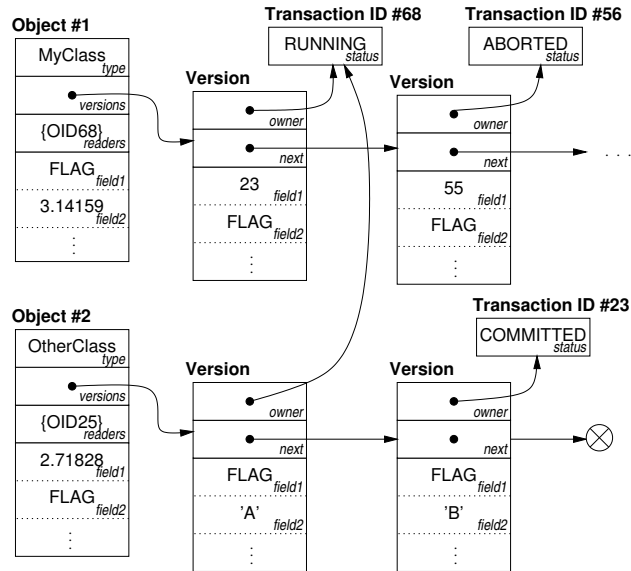 Object #1
MyClass
type
versions
{OID68}
readers
FLAG
field1
3.14159
field2
Version
owner
next
23
field1
FLAG
field2
Transaction ID #68
RUNNING
status
Version
owner
next
55
field1
FLAG
field2
Transaction ID #56
ABORTED
status
. . .
Object #2
OtherClass
type
versions
{OID25}
readers
2.71828
field1
FLAG
field2
Version
owner
next
FLAG
field1
'A'
field2
Version
owner
next
FLAG
field1
'B'
field2
Transaction ID #23
COMMITTED
status